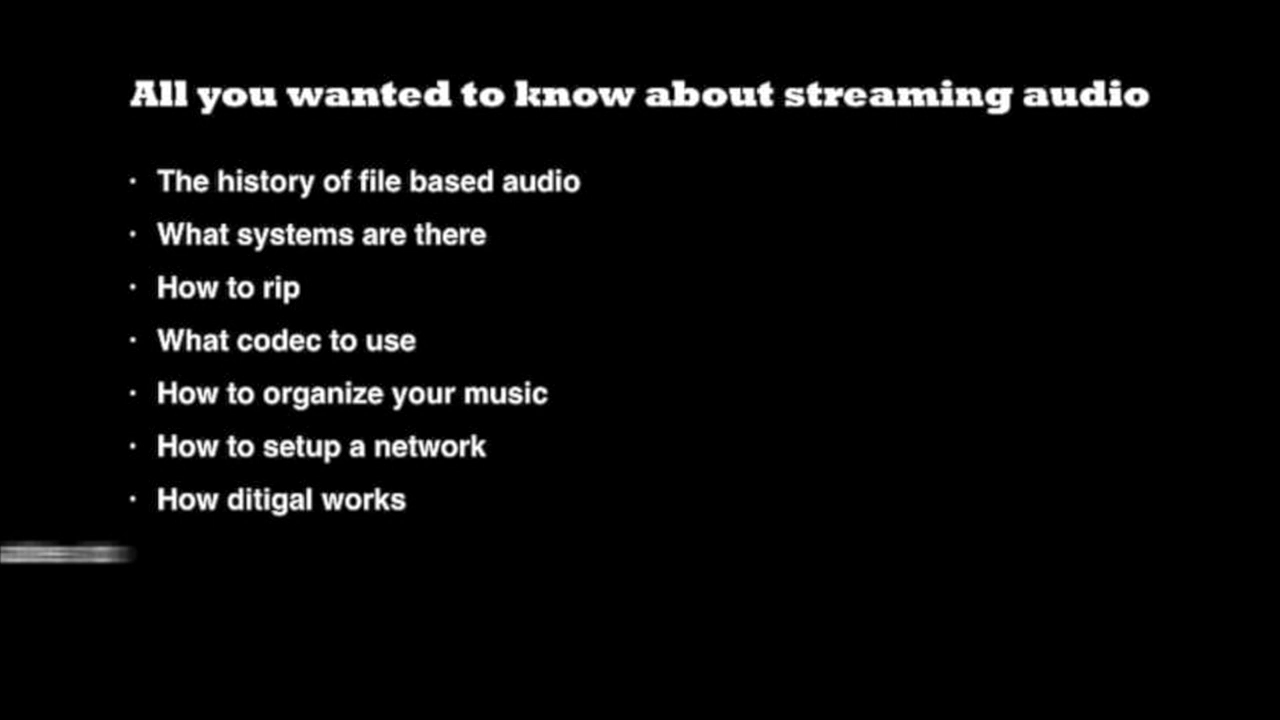 All you wanted to know about streaming audio
· The history of file based audio
· What systems are there
· How to rip
· What codec to use
· How to organize your music
· How to setup a network
· How ditigal works